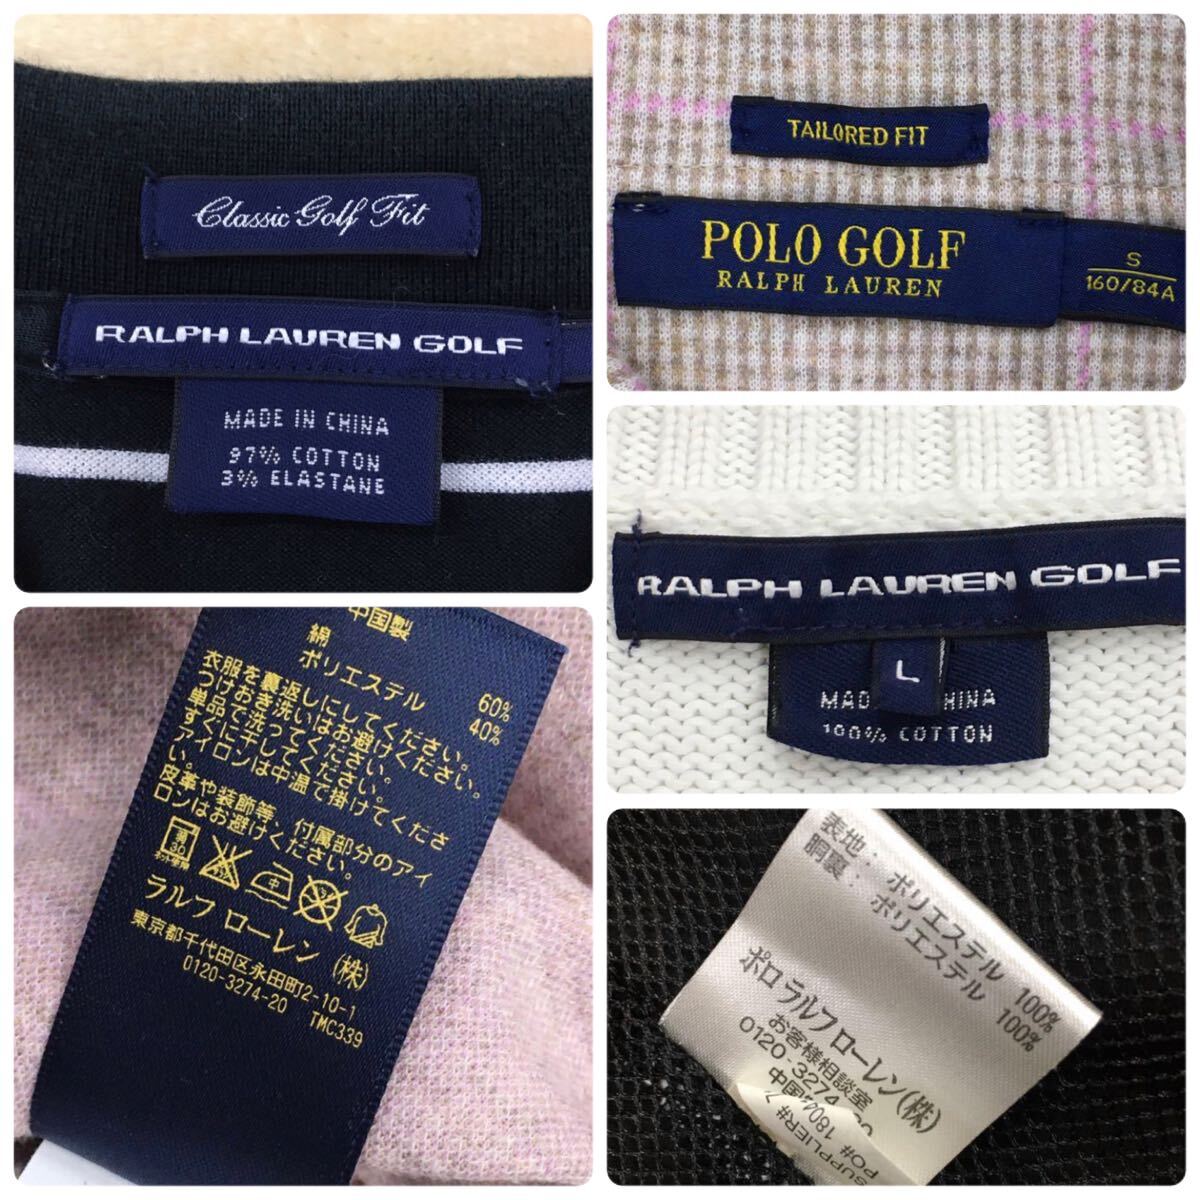 Classic Golf Fit
RALPH LAUREN GOLF
MADE IN CHINA
97% COTTON
3% ELASTANE
TAILORED FIT
POLO GOLF
RALPH LAUREN
S
160/84A
RALPH LAUREN GOLF
L
MAD CHINA
100% COTTON
中国製
綿 60%
ポリエステル 40%
衣服を裏返しにしてください。
つけおき洗いはお避けください。
単品で洗ってください。
すぐに干してください。
アイロンは中温で掛けてくださ
い。
皮革や装飾等、付属部分のアイ
ロンはお避けください。
ラルフ ローレン (株)
東京都千代田区永田町2-10-1
0120-3274-20 TMC339
表地: ポリエステル 100%
胴裏: ポリエステル 100%
ポロ ラルフ ローレン(株)
お客様相談室
0120-3274
中国
SUPPLIER#
PO#